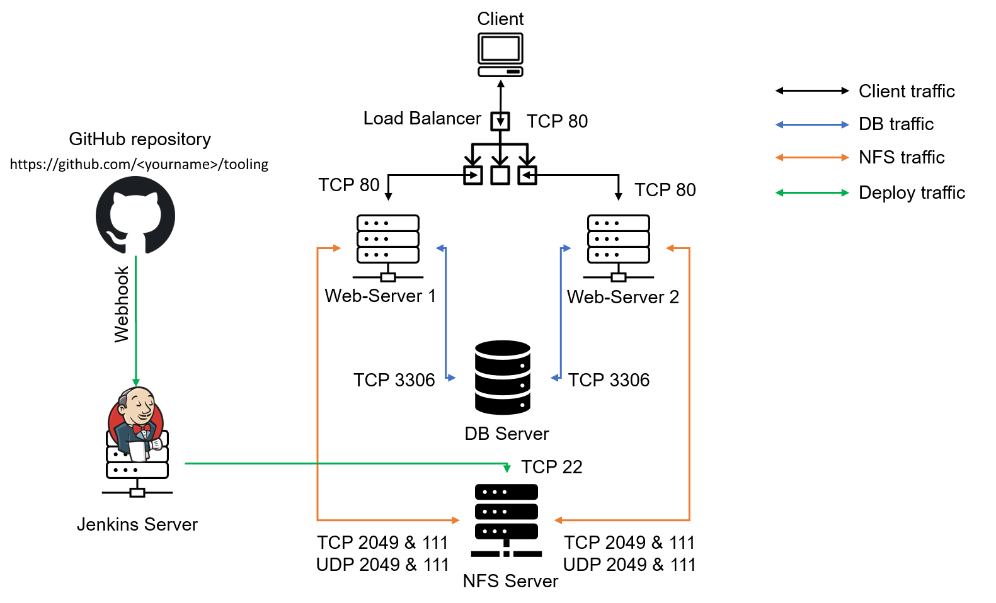 Client
Load Balancer
TCP 80
Client traffic
DB traffic
NFS traffic
Deploy traffic
GitHub repository
https://github.com/<yourname>/tooling
TCP 80
TCP 80
Webhook
Web-Server 1
Web-Server 2
TCP 3306
TCP 3306
DB Server
TCP 22
Jenkins Server
TCP 2049 & 111
UDP 2049 & 111
TCP 2049 & 111
UDP 2049 & 111
NFS Server